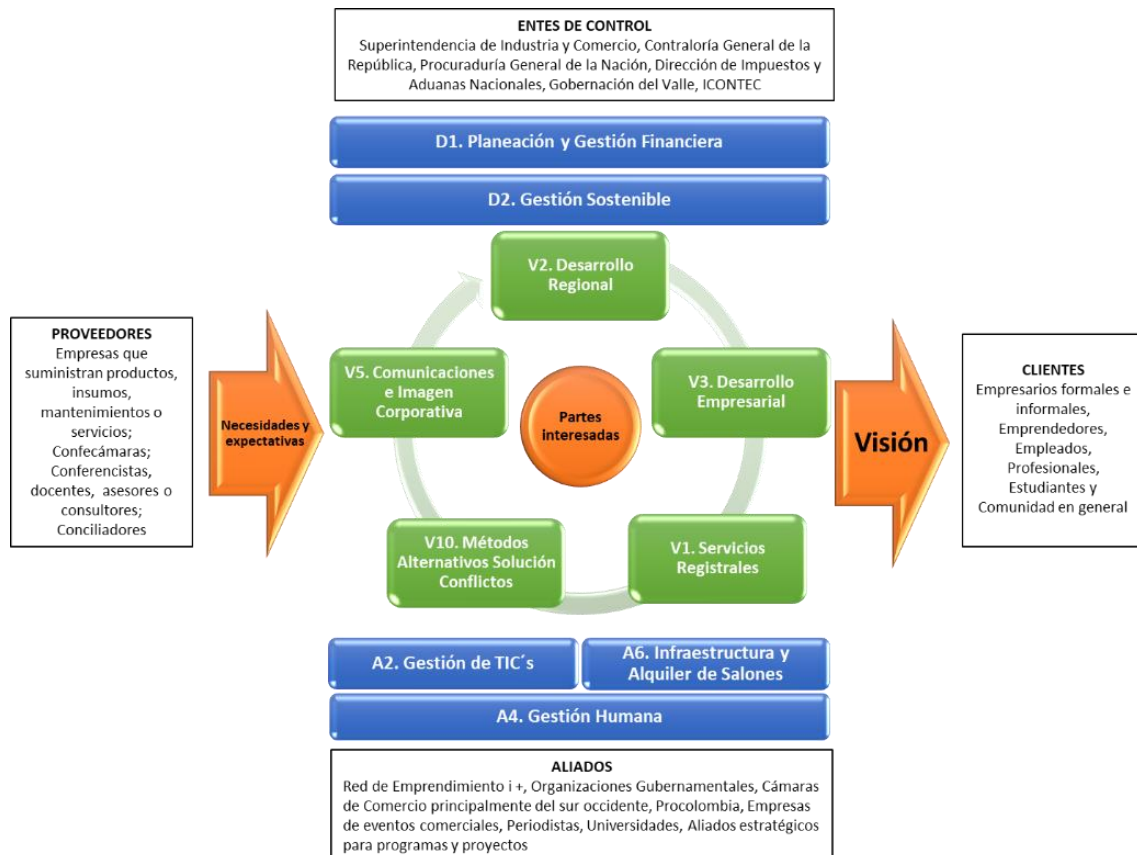 ENTES DE CONTROL
Superintendencia de Industria y Comercio, Contraloría General de la
República, Procuraduría General de la Nación, Dirección de Impuestos y
Aduanas Nacionales, Gobernación del Valle, ICONTEC
D1. Planeación y Gestión Financiera
D2. Gestión Sostenible
V2. Desarrollo
Regional
PROVEEDORES
Empresas que
suministran productos,
insumos,
mantenimientos o
servicios;
Confecámaras;
Conferencistas,
docentes, asesores o
consultores;
Conciliadores
Necesidades y
expectativas
V5. Comunicaciones
e Imagen
Corporativa
Partes
interesadas
V3. Desarrollo
Empresarial
Visión
CLIENTES
Empresarios formales e
informales,
Emprendedores,
Empleados,
Profesionales,
Estudiantes y
Comunidad en general
V10. Métodos
Alternativos Solución
Conflictos
V1. Servicios
Registrales
A2. Gestión de TIC´s
A6. Infraestructura y
Alquiler de Salones
A4. Gestión Humana
ALIADOS
Red de Emprendimiento i +, Organizaciones Gubernamentales, Cámaras
de Comercio principalmente del sur occidente, Procolombia, Empresas
de eventos comerciales, Periodistas, Universidades, Aliados estratégicos
para programas y proyectos